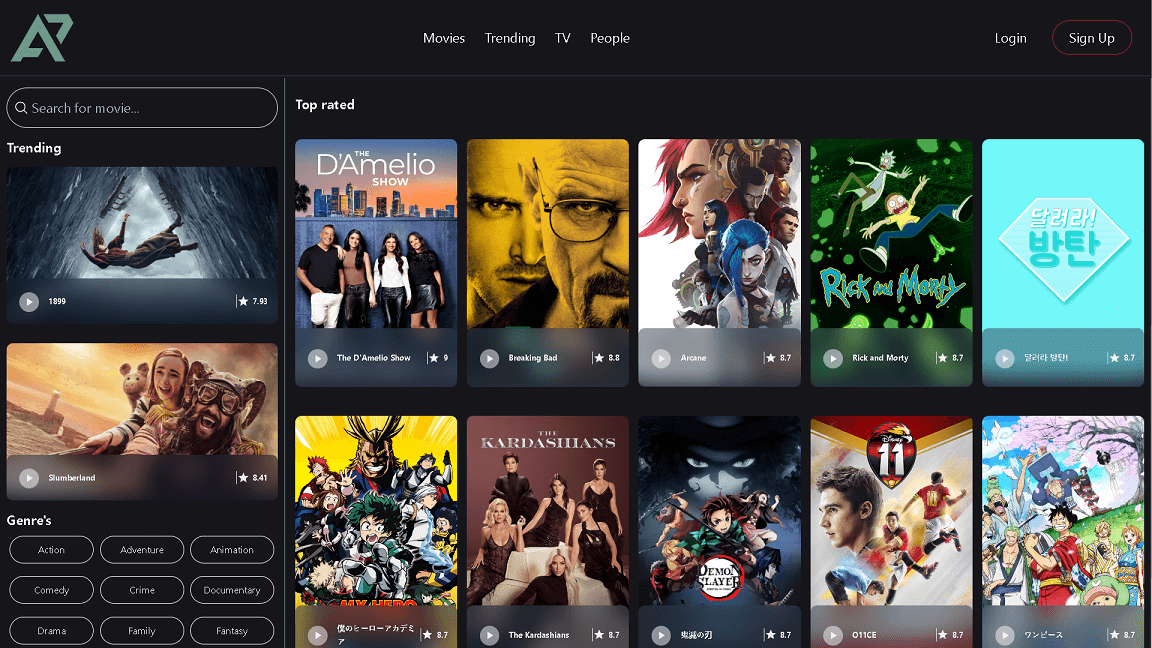 Movies
Trending
TV
People
Login
Sign Up
Search for movie...
Trending
1899
7.93
Slumberland
8.41
Genre's
Action
Adventure
Animation
Comedy
Crime
Documentary
Drama
Family
Fantasy
Top rated
THE
D'Amelio
SHOW
The D'Amelio Show
9
Breaking Bad
8.8
Arcane
8.7
Rick and Morty
Rick and Morty
8.7
달려라!
방탄
달려라 방탄!
8.7
MY HERO
僕のヒーローアカデミ
ア
8.7
THE
KARDASHIANS
The Kardashians
8.7
DEMON
SLAYER
鬼滅の刃
8.7
Disney
11
O11CE
8.7
ワンピース
8.7